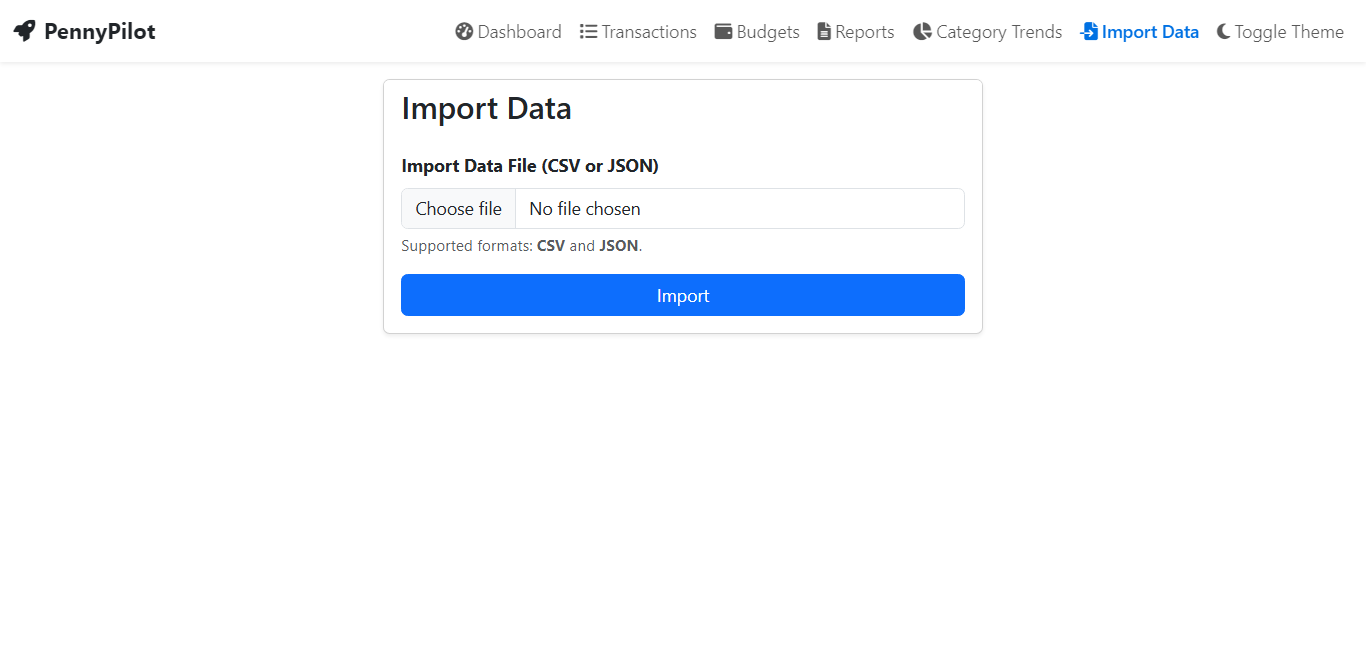 PennyPilot Dashboard Transactions Budgets Reports Category Trends Import Data Toggle Theme
Import Data
Import Data File (CSV or JSON)
Choose file No file chosen
Supported formats: CSV and JSON.
Import